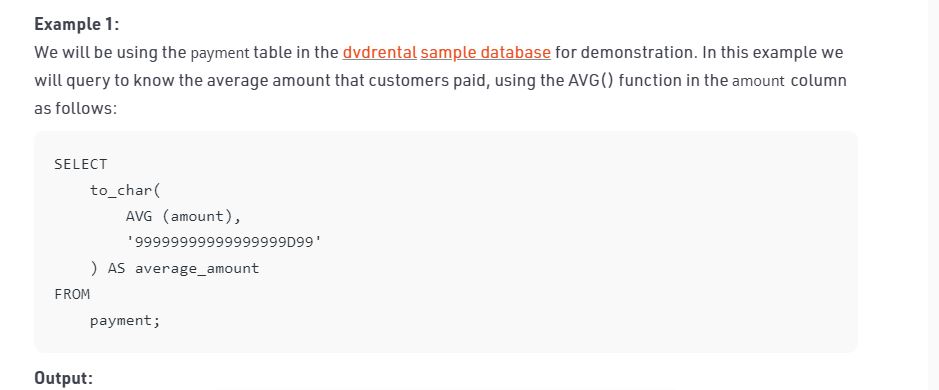 Example 1:
We will be using the payment table in the dvdrental sample database for demonstration. In this example we
will query to know the average amount that customers paid, using the AVG() function in the amount column
as follows:
SELECT
    to_char(
        AVG (amount),
        '99999999999999999D99'
    ) AS average_amount
FROM
    payment;
Output: